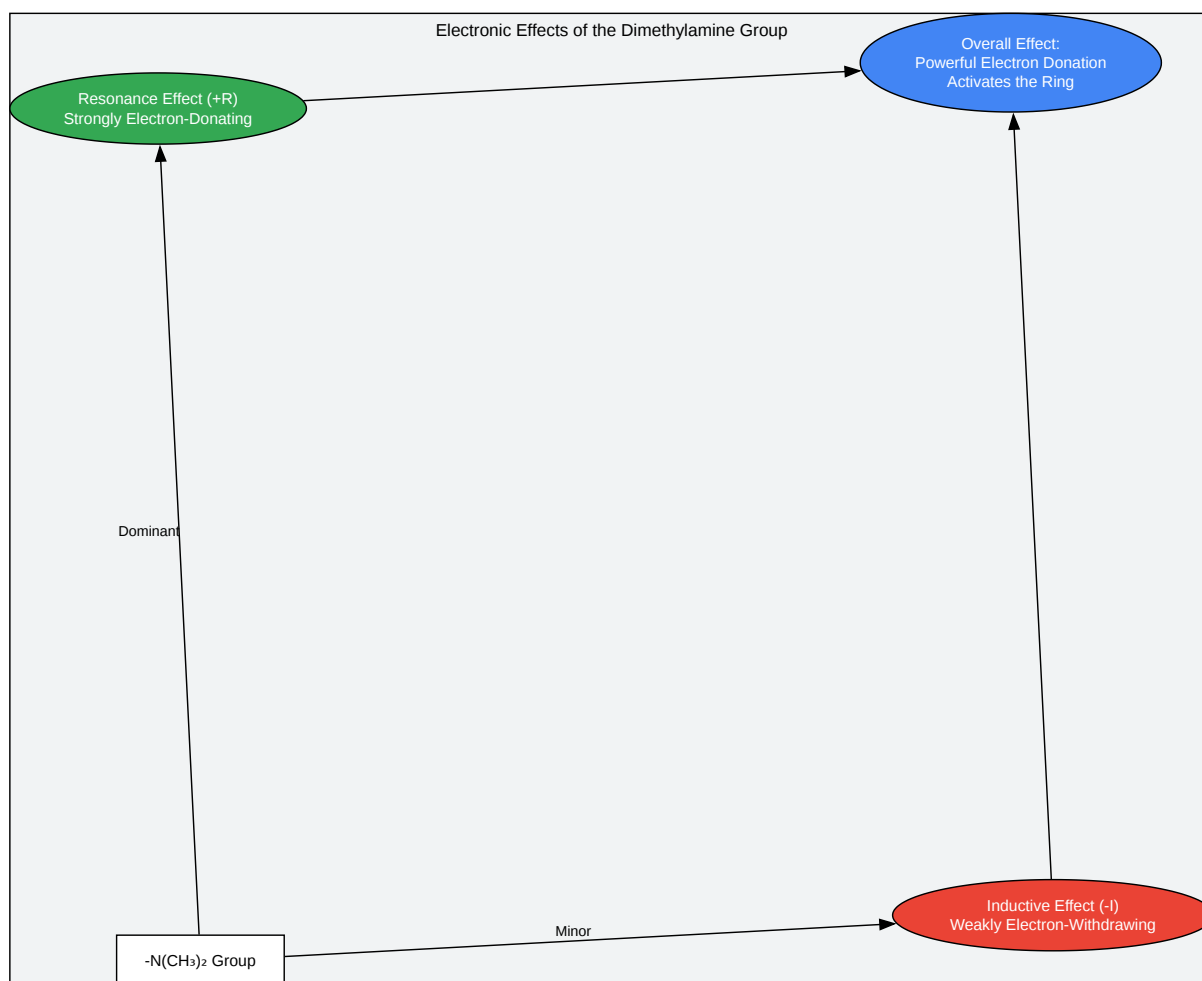 Electronic Effects of the Dimethylamine Group
Overall Effect:
Powerful Electron Donation
Activates the Ring
Resonance Effect (+R)
Strongly Electron-Donating
Dominant
Inductive Effect (-I)
Weakly Electron-Withdrawing
Minor
-N(CH₃)₂ Group